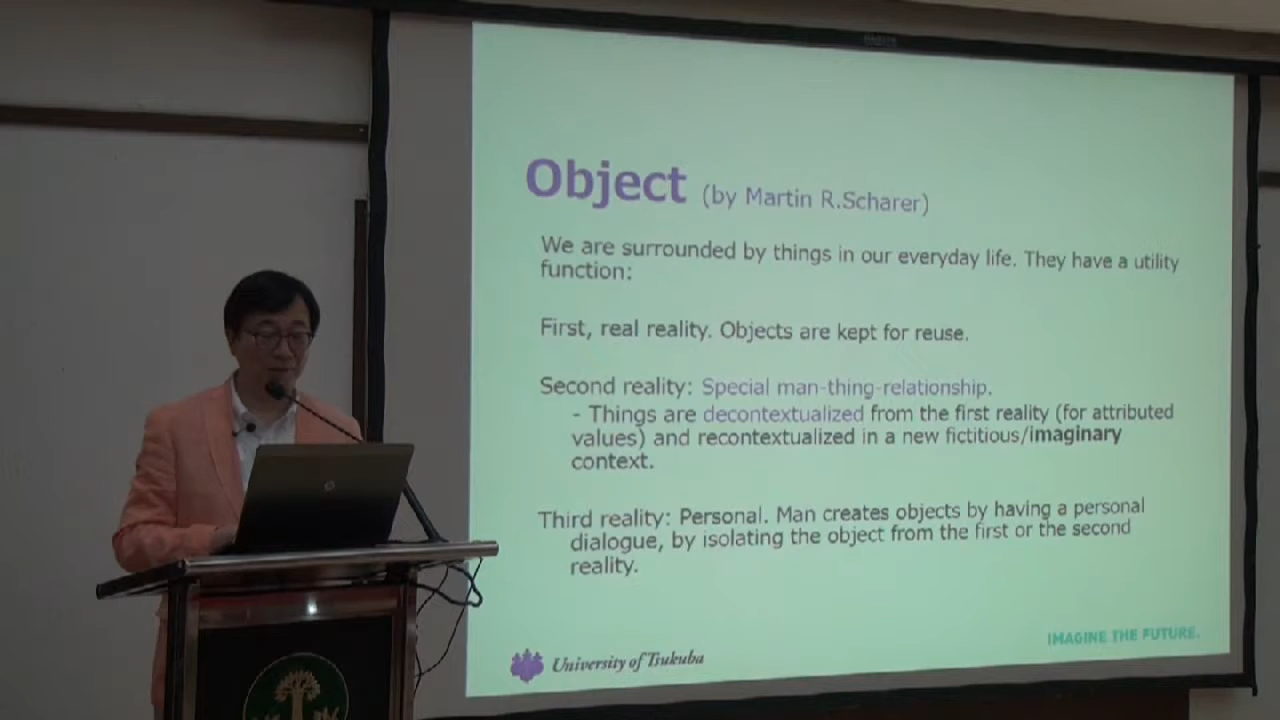 Object (by Martin R.Scharer)
We are surrounded by things in our everyday life. They have a utility
function:
First, real reality. Objects are kept for reuse.
Second reality: Special man-thing-relationship.
- Things are decontextualized from the first reality (for attributed
values) and recontextualized in a new fictitious/imaginary
context.
Third reality: Personal. Man creates objects by having a personal
dialogue, by isolating the object from the first or the second
reality.
IMAGINE THE FUTURE.
University of Tsukuba
hp